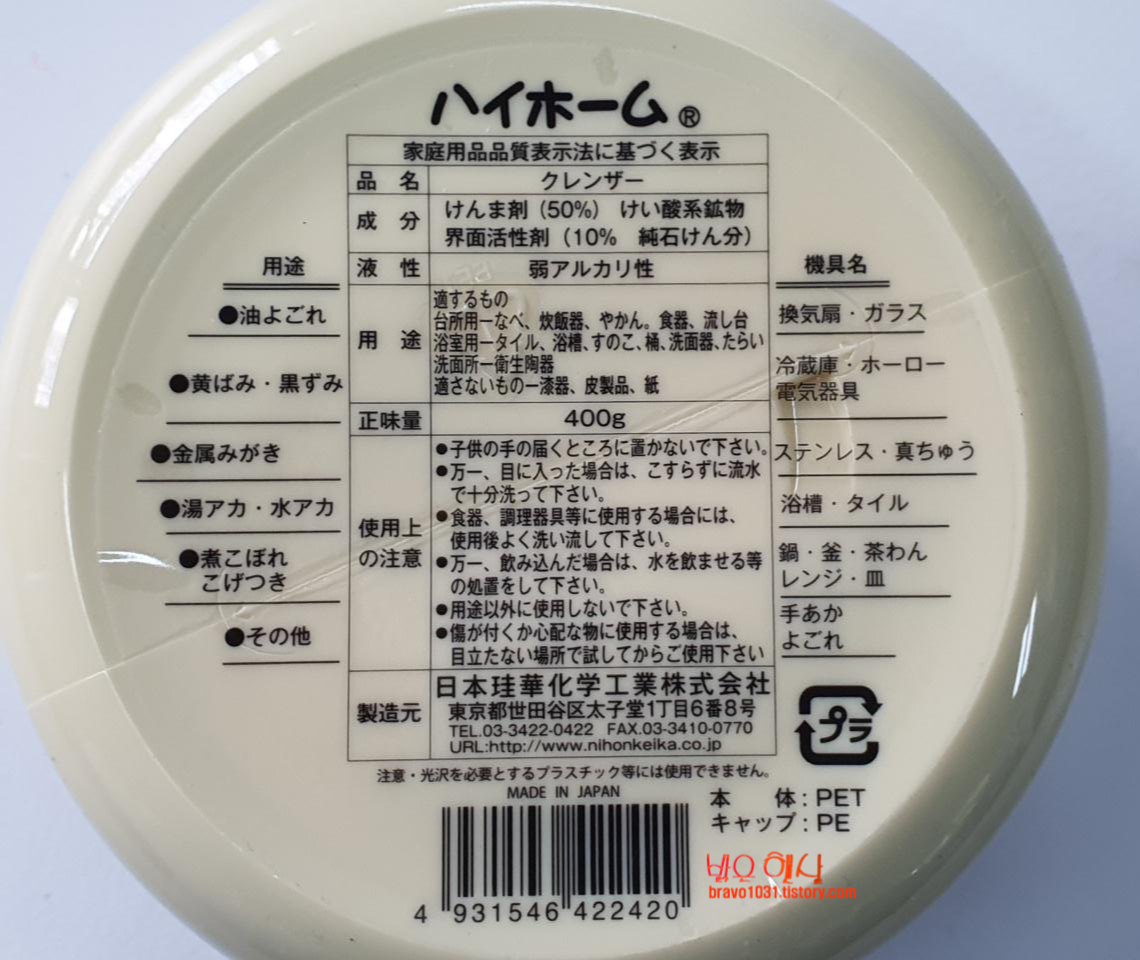 ハイホーム®
家庭用品品質表示法に基づく表示
品 名 クレンザー
成 分 けんま剤（50%） けい酸系鉱物
界面活性剤（10% 純石けん分）
液 性 弱アルカリ性
用 途
適するもの
台所用ーなべ、炊飯器、やかん。食器、流し台
浴室用ータイル、浴槽、すのこ、桶、洗面器、たらい
洗面所ー衛生陶器
適さないものー漆器、皮製品、紙
正味量 400g
使用上
の注意
●子供の手の届くところに置かないで下さい。
●万一、目に入った場合は、こすらずに流水
で十分洗って下さい。
●食器、調理器具等に使用する場合には、
使用後よく洗い流して下さい。
●万一、飲み込んだ場合は、水を飲ませる等
の処置をして下さい。
●用途以外に使用しないで下さい。
●傷が付くか心配な物に使用する場合は、
目立たない場所で試してからご使用下さい
製造元
日本珪華化学工業株式会社
東京都世田谷区太子堂1丁目6番8号
TEL.03-3422-0422 FAX.03-3410-0770
URL:http://www.nihonkeika.co.jp
用途
●油よごれ
●黄ばみ・黒ずみ
●金属みがき
●湯アカ・水アカ
●煮こぼれ
こげつき
●その他
機具名
換気扇・ガラス
冷蔵庫・ホーロー
電気器具
ステンレス・真ちゅう
浴槽・タイル
鍋・釜・茶わん
レンジ・皿
手あか
よごれ
プラ
注意・光沢を必要とするプラスチック等には使用できません。
MADE IN JAPAN
本 体：PET
キャップ：PE
4 931546 422420
bravo1031.tistory.com